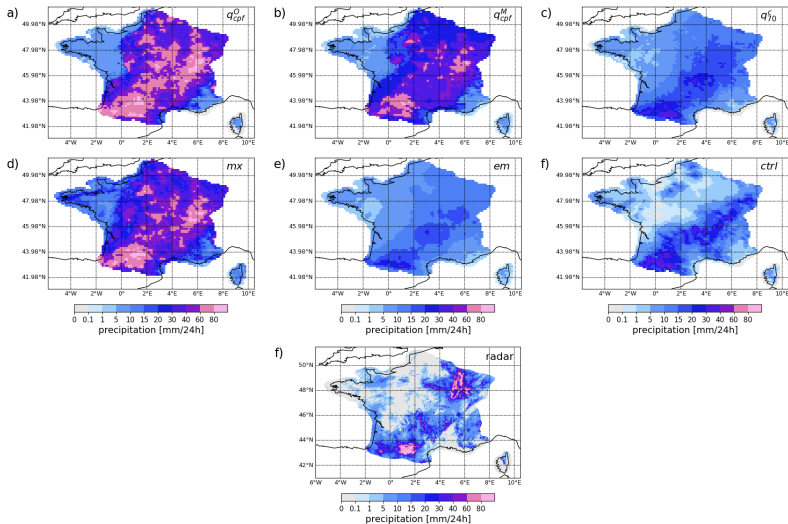 a) q^O_cpf b) q^M_cpf c) q^c_70
49.98°N 49.98°N 49.98°N
47.98°N 47.98°N 47.98°N
45.98°N 45.98°N 45.98°N
43.98°N 43.98°N 43.98°N
41.98°N 41.98°N 41.98°N
4°W 2°W 0° 2°E 4°E 6°E 8°E 10°E 4°W 2°W 0° 2°E 4°E 6°E 8°E 10°E 4°W 2°W 0° 2°E 4°E 6°E 8°E 10°E
d) mx e) em f) ctrl
49.98°N 49.98°N 49.98°N
47.98°N 47.98°N 47.98°N
45.98°N 45.98°N 45.98°N
43.98°N 43.98°N 43.98°N
41.98°N 41.98°N 41.98°N
4°W 2°W 0° 2°E 4°E 6°E 8°E 10°E 4°W 2°W 0° 2°E 4°E 6°E 8°E 10°E 4°W 2°W 0° 2°E 4°E 6°E 8°E 10°E
0 0.1 1 5 10 15 20 30 40 60 80 0 0.1 1 5 10 15 20 30 40 60 80 0 0.1 1 5 10 15 20 30 40 60 80
precipitation [mm/24h] precipitation [mm/24h] precipitation [mm/24h]
f) radar
50°N
48°N
46°N
44°N
42°N
6°W 4°W 2°W 0° 2°E 4°E 6°E 8°E 10°E
0 0.1 1 5 10 15 20 30 40 60 80
precipitation [mm/24h]